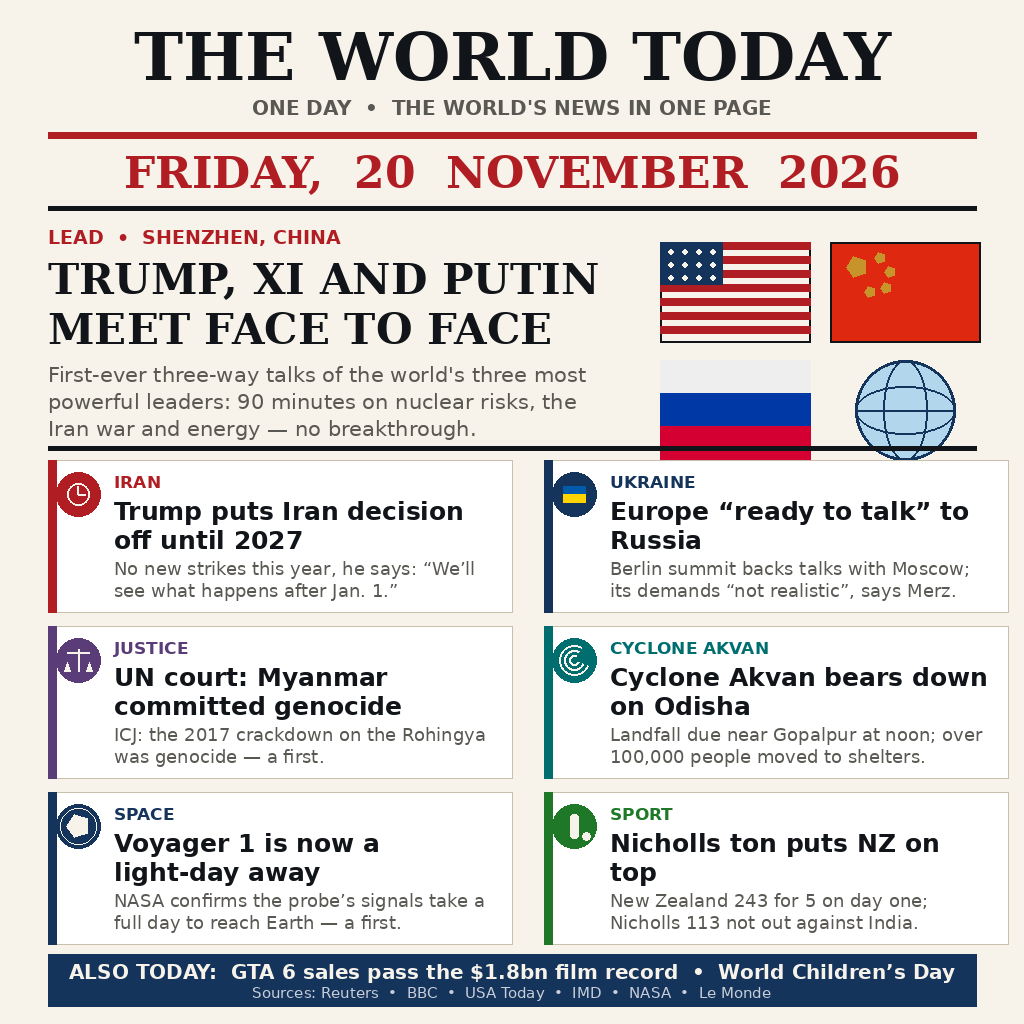 THE WORLD TODAY
ONE DAY • THE WORLD'S NEWS IN ONE PAGE
FRIDAY, 20 NOVEMBER 2026
LEAD • SHENZHEN, CHINA
TRUMP, XI AND PUTIN
MEET FACE TO FACE
First-ever three-way talks of the world's three most
powerful leaders: 90 minutes on nuclear risks, the
Iran war and energy — no breakthrough.
IRAN
Trump puts Iran decision
off until 2027
No new strikes this year, he says: “We’ll
see what happens after Jan. 1.”
UKRAINE
Europe “ready to talk” to
Russia
Berlin summit backs talks with Moscow;
its demands “not realistic”, says Merz.
JUSTICE
UN court: Myanmar
committed genocide
ICJ: the 2017 crackdown on the Rohingya
was genocide — a first.
CYCLONE AKVAN
Cyclone Akvan bears down
on Odisha
Landfall due near Gopalpur at noon; over
100,000 people moved to shelters.
SPACE
Voyager 1 is now a
light-day away
NASA confirms the probe’s signals take a
full day to reach Earth — a first.
SPORT
Nicholls ton puts NZ on
top
New Zealand 243 for 5 on day one;
Nicholls 113 not out against India.
ALSO TODAY: GTA 6 sales pass the $1.8bn film record • World Children’s Day
Sources: Reuters • BBC • USA Today • IMD • NASA • Le Monde